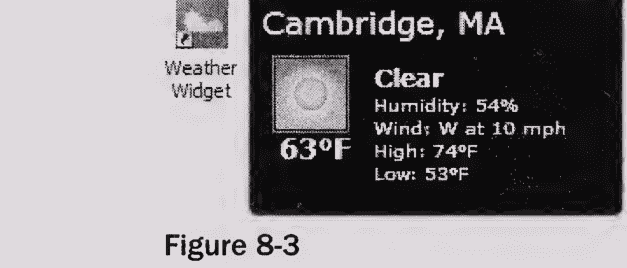 Cambridge, MA
Weather
Widget
Clear
Humidity: 54%
Wind: W at 10 mph
63°F
High: 74°F
Low: 53°F
Figure 8-3